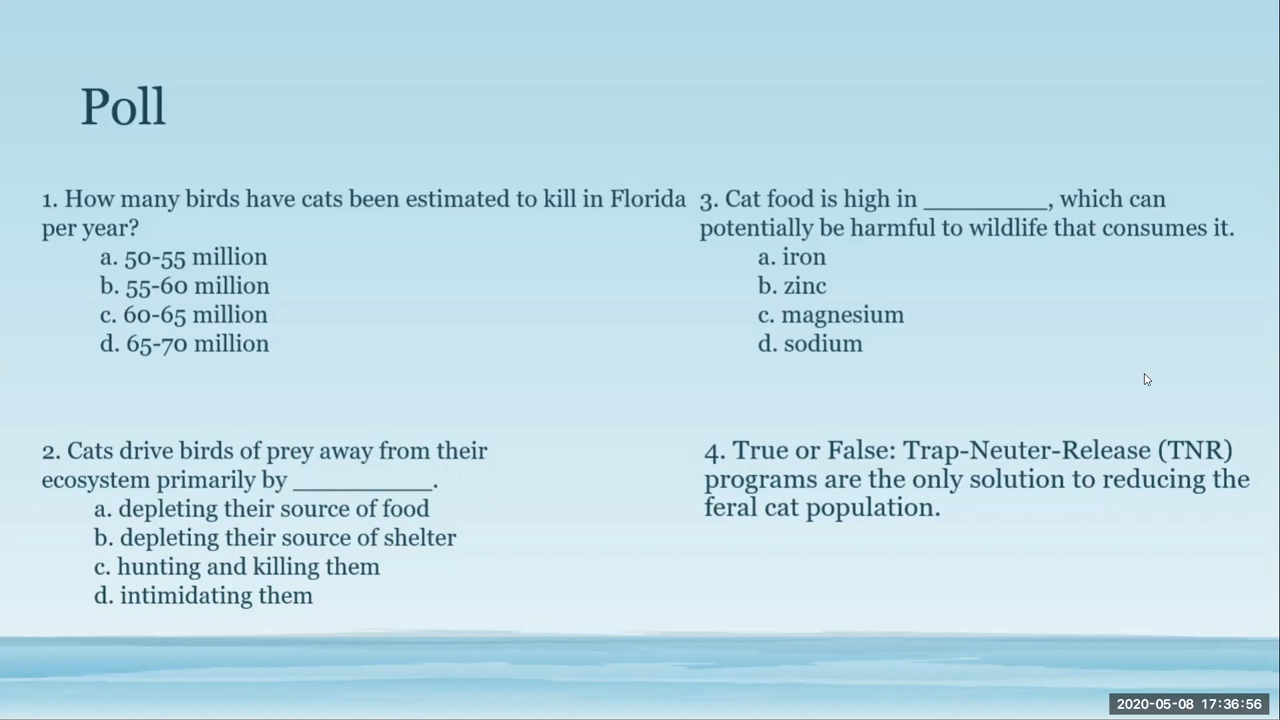 Poll
1. How many birds have cats been estimated to kill in Florida
per year?
a. 50-55 million
b. 55-60 million
c. 60-65 million
d. 65-70 million
2. Cats drive birds of prey away from their
ecosystem primarily by __________.
a. depleting their source of food
b. depleting their source of shelter
c. hunting and killing them
d. intimidating them
3. Cat food is high in _________, which can
potentially be harmful to wildlife that consumes it.
a. iron
b. zinc
c. magnesium
d. sodium
4. True or False: Trap-Neuter-Release (TNR)
programs are the only solution to reducing the
feral cat population.
2020-05-08 17:36:56